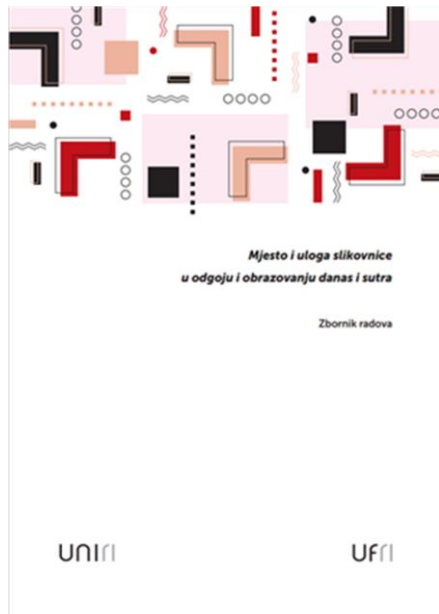 Mjesto i uloga slikovnice
u odgoju i obrazovanju danas i sutra
Zbornik radova
UNIRI UFRI